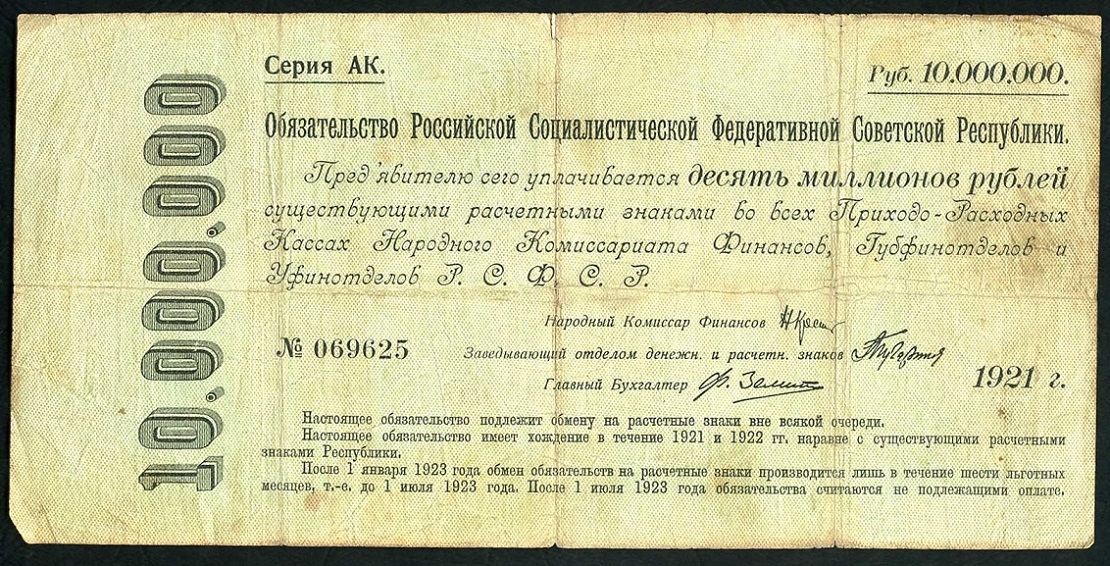 10.000.000
Серия АК.
Руб. 10.000.000.
Обязательство Российской Социалистической Федеративной Советской Республики.
Пред'явителю сего уплачивается десять миллионов рублей
существующими расчетными знаками во всех Приходо-Расходных
Кассах Народного Комиссариата Финансов, Губфинотделов и
Уфинотделов Р. С. Ф. С. Р.
Народный Комиссар Финансов
№ 069625
Заведывающий отделом денежн. и расчетн. знаков
Главный Бухгалтер
1921 г.
Настоящее обязательство подлежит обмену на расчетные знаки вне всякой очереди.
Настоящее обязательство имеет хождение в течение 1921 и 1922 гг. наравне с существующими расчетными
знаками Республики.
После 1 января 1923 года обмен обязательств на расчетные знаки производится лишь в течение шести льготных
месяцев, т.-е. до 1 июля 1923 года. После 1 июля 1923 года обязательства считаются не подлежащими оплате.